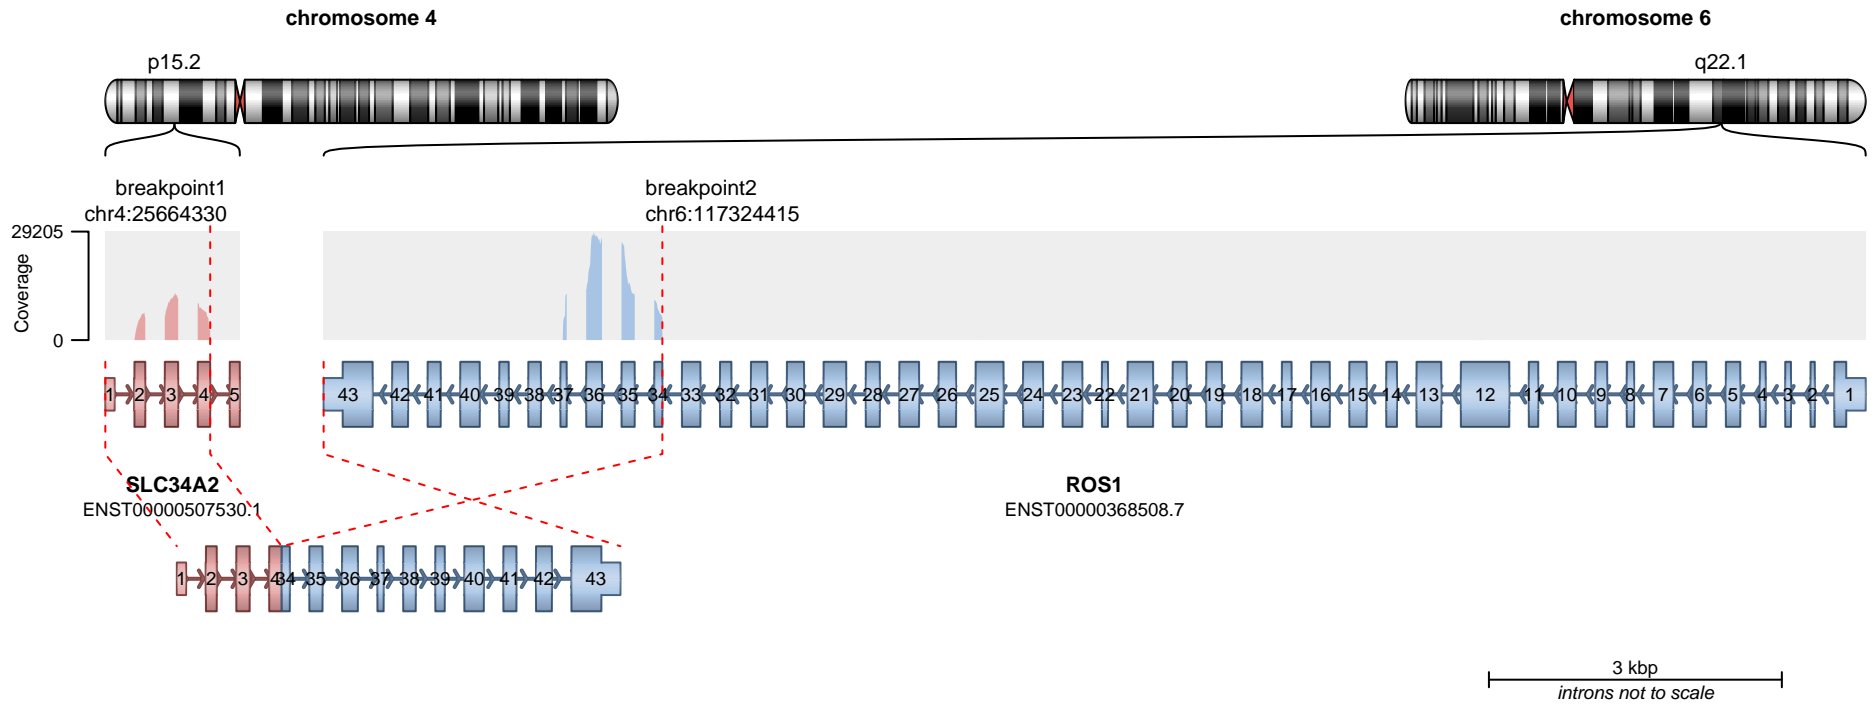 chromosome 4
chromosome 6
p15.2
q22.1
breakpoint1
chr4:25664330
breakpoint2
chr6:117324415
29205
Coverage
0
1 2 3 4 5
43 42 41 40 39 38 37 36 35 34 33 32 31 30 29 28 27 26 25 24 23 22 21 20 19 18 17 16 15 14 13 12 11 10 9 8 7 6 5 4 3 2 1
SLC34A2
ENST00000507530.1
ROS1
ENST00000368508.7
1 2 3 4 34 35 36 37 38 39 40 41 42 43
3 kbp
introns not to scale